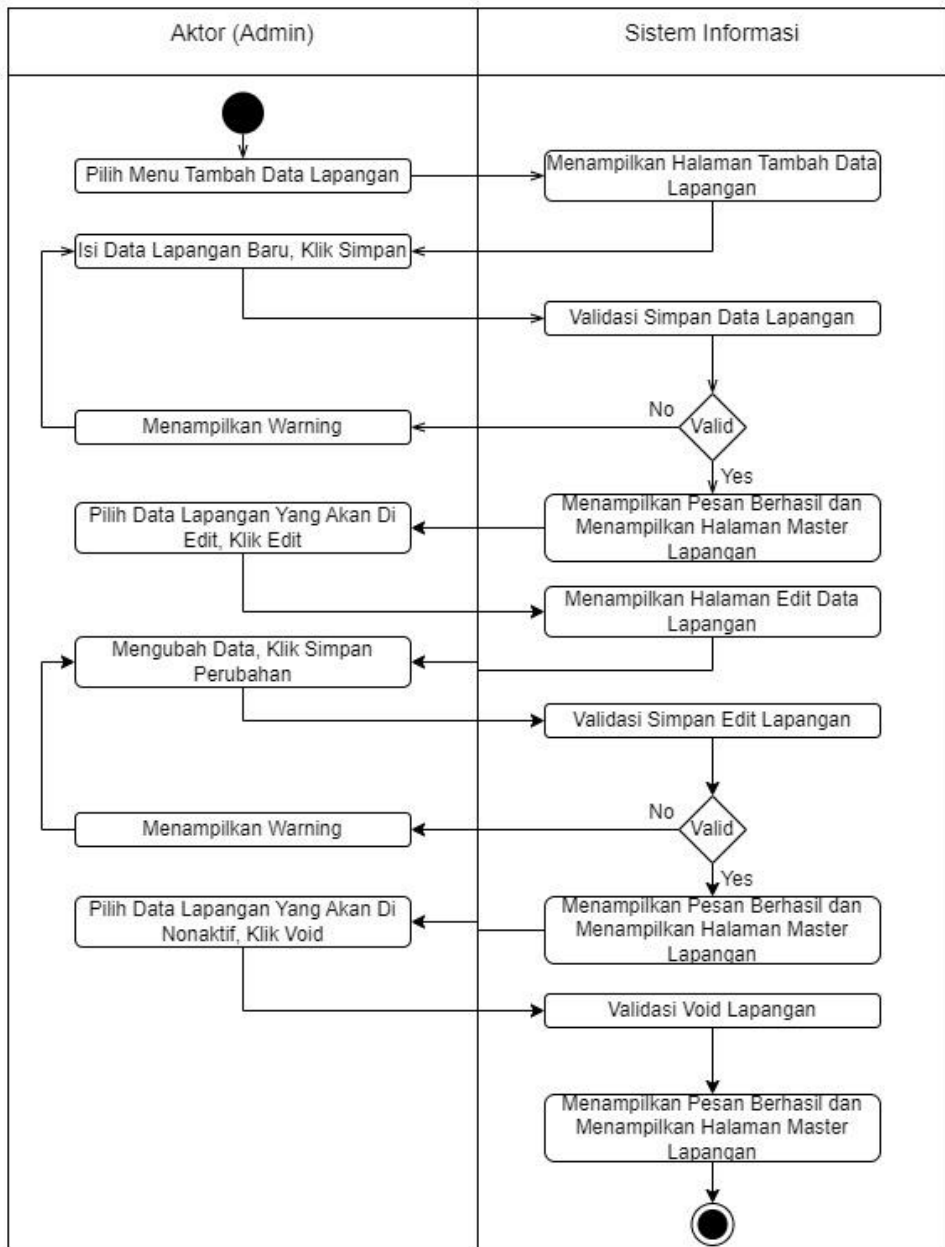 Aktor (Admin)
Sistem Informasi
Pilih Menu Tambah Data Lapangan
Menampilkan Halaman Tambah Data
Lapangan
Isi Data Lapangan Baru, Klik Simpan
Validasi Simpan Data Lapangan
No
Valid
Menampilkan Warning
Yes
Menampilkan Pesan Berhasil dan
Menampilkan Halaman Master
Lapangan
Pilih Data Lapangan Yang Akan Di
Edit, Klik Edit
Menampilkan Halaman Edit Data
Lapangan
Mengubah Data, Klik Simpan
Perubahan
Validasi Simpan Edit Lapangan
No
Valid
Menampilkan Warning
Yes
Menampilkan Pesan Berhasil dan
Menampilkan Halaman Master
Lapangan
Pilih Data Lapangan Yang Akan Di
Nonaktif, Klik Void
Validasi Void Lapangan
Menampilkan Pesan Berhasil dan
Menampilkan Halaman Master
Lapangan